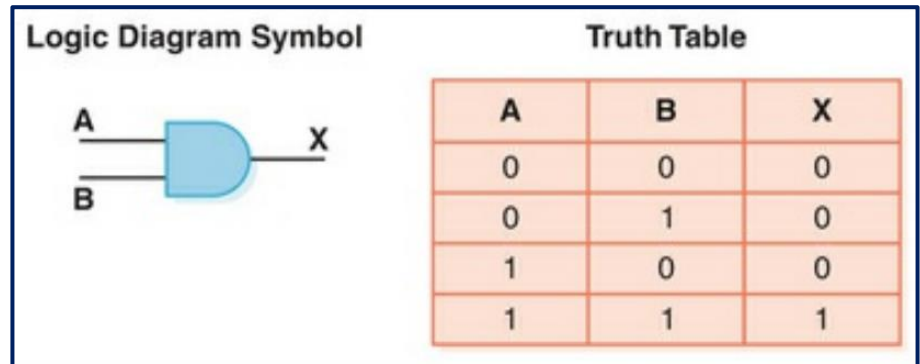 Logic Diagram Symbol
Truth Table
A
B
X
A B X
0 0 0
0 1 0
1 0 0
1 1 1